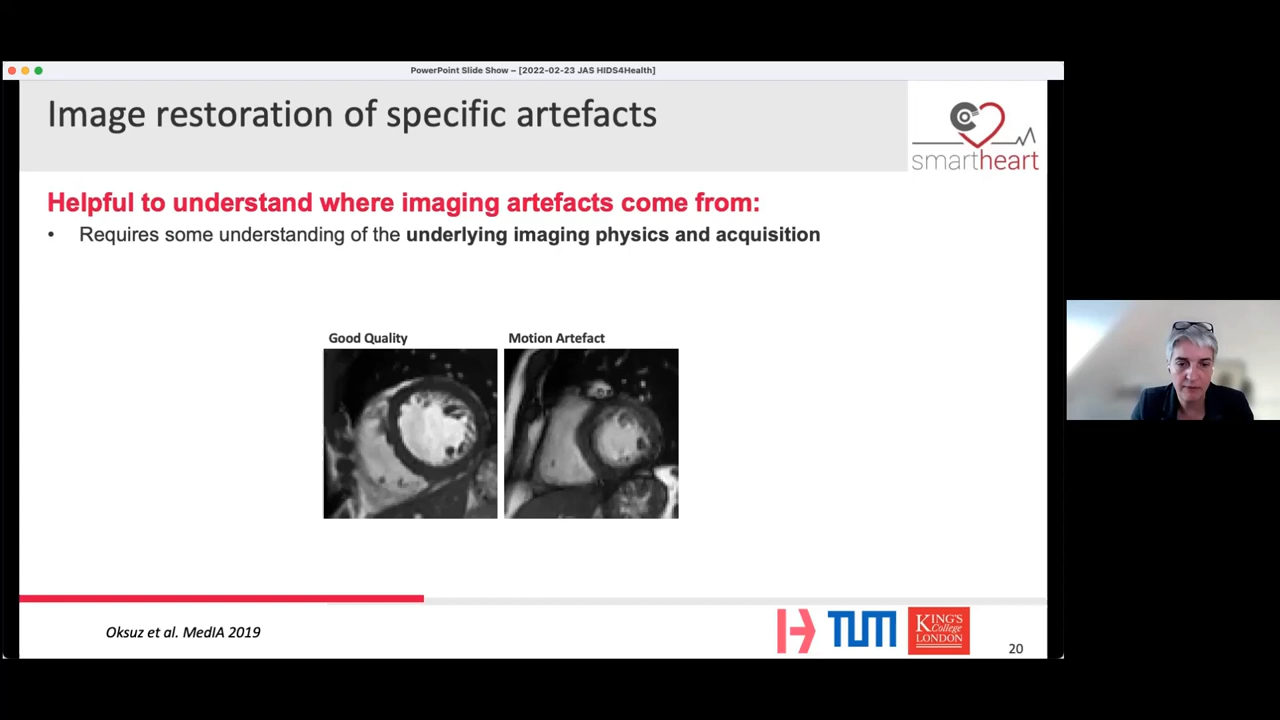 PowerPoint Slide Show – [2022-02-23 JAS HIDS4Health]
Image restoration of specific artefacts
smartheart
Helpful to understand where imaging artefacts come from:
• Requires some understanding of the underlying imaging physics and acquisition
Good Quality
Motion Artefact
Oksuz et al. MedIA 2019
TUM
KING'S
College
LONDON
20